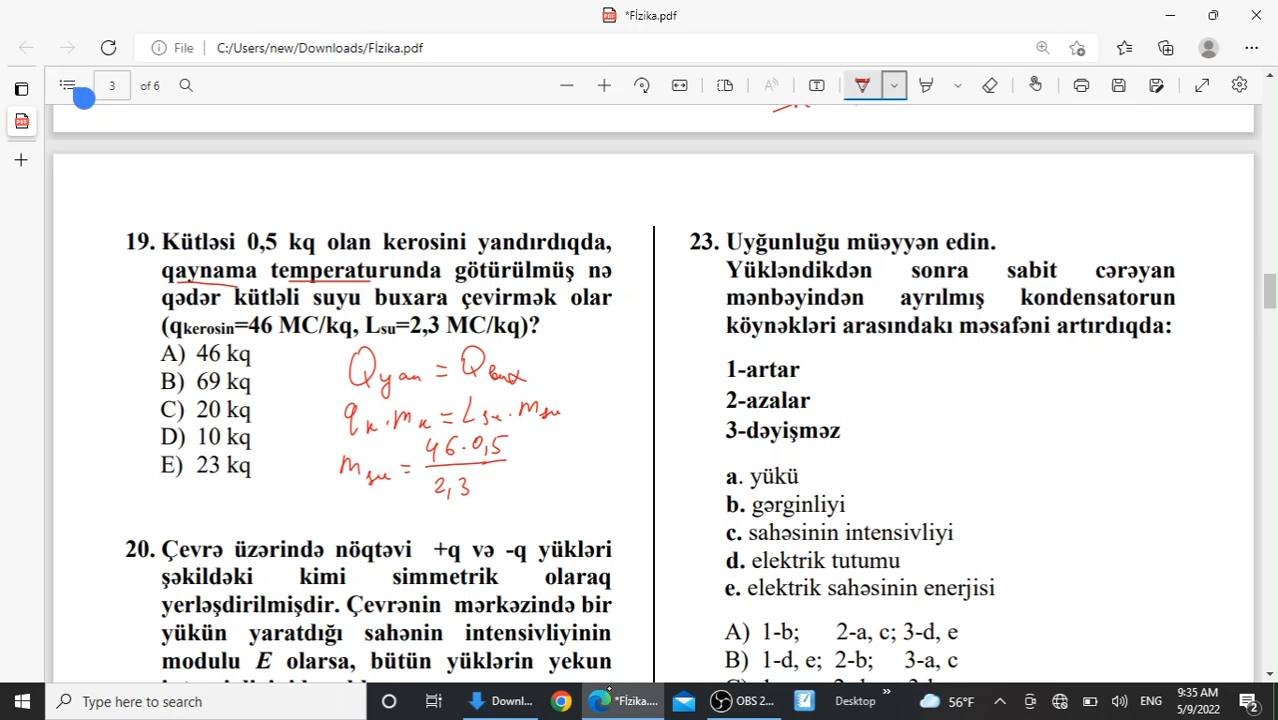 *Fİzika.pdf
File C:/Users/new/Downloads/Fİzika.pdf
3 of 6
19. Kütləsi 0,5 kq olan kerosini yandırdıqda,
qaynama temperaturunda götürülmüş nə
qədər kütləli suyu buxara çevirmək olar
(qkerosin=46 MC/kq, Lsu=2,3 MC/kq)?
A) 46 kq
B) 69 kq
C) 20 kq
D) 10 kq
E) 23 kq
Qyan = Qbux
qk · mk = Lsu · msu
msu = 46 · 0,5
2,3
20. Çevrə üzərində nöqtəvi +q və -q yükləri
şəkildəki kimi simmetrik olaraq
yerləşdirilmişdir. Çevrənin mərkəzində bir
yükün yaratdığı sahənin intensivliyinin
modulu E olarsa, bütün yüklərin yekun
23. Uyğunluğu müəyyən edin.
Yükləndikdən sonra sabit cərəyan
mənbəyindən ayrılmış kondensatorun
köynəkləri arasındakı məsafəni artırdıqda:
1-artar
2-azalar
3-dəyişməz
a. yükü
b. gərginliyi
c. sahəsinin intensivliyi
d. elektrik tutumu
e. elektrik sahəsinin enerjisi
A) 1-b; 2-a, c; 3-d, e
B) 1-d, e; 2-b; 3-a, c
Type here to search
Downl...
*Fİzika....
OBS 2...
Desktop
56°F
ENG
9:35 AM
5/9/2022
2